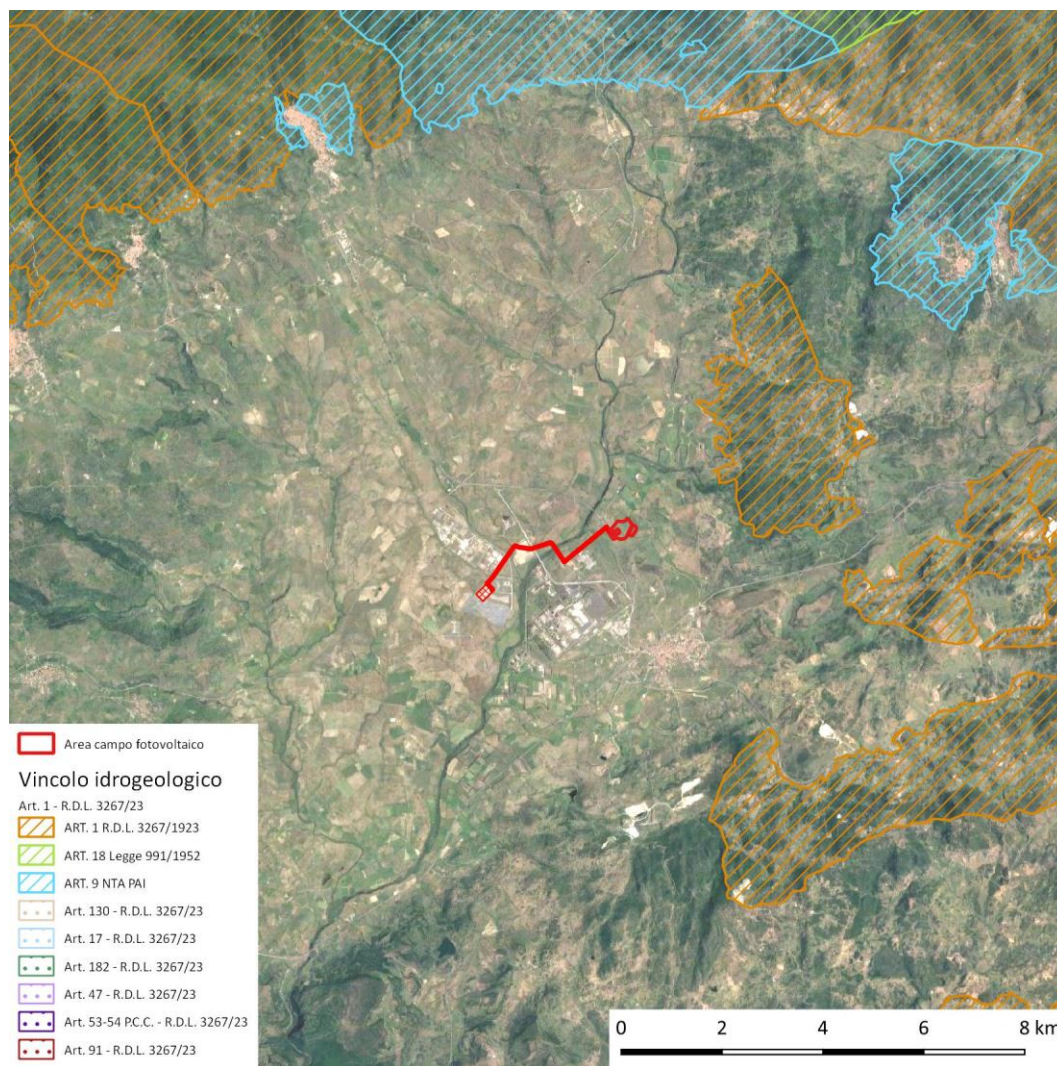 Area campo fotovoltaico
Vincolo idrogeologico
Art. 1 - R.D.L. 3267/23
ART. 1 R.D.L. 3267/1923
ART. 18 Legge 991/1952
ART. 9 NTA PAI
Art. 130 - R.D.L. 3267/23
Art. 17 - R.D.L. 3267/23
Art. 182 - R.D.L. 3267/23
Art. 47 - R.D.L. 3267/23
Art. 53-54 P.C.C. - R.D.L. 3267/23
Art. 91 - R.D.L. 3267/23
0 2 4 6 8 km